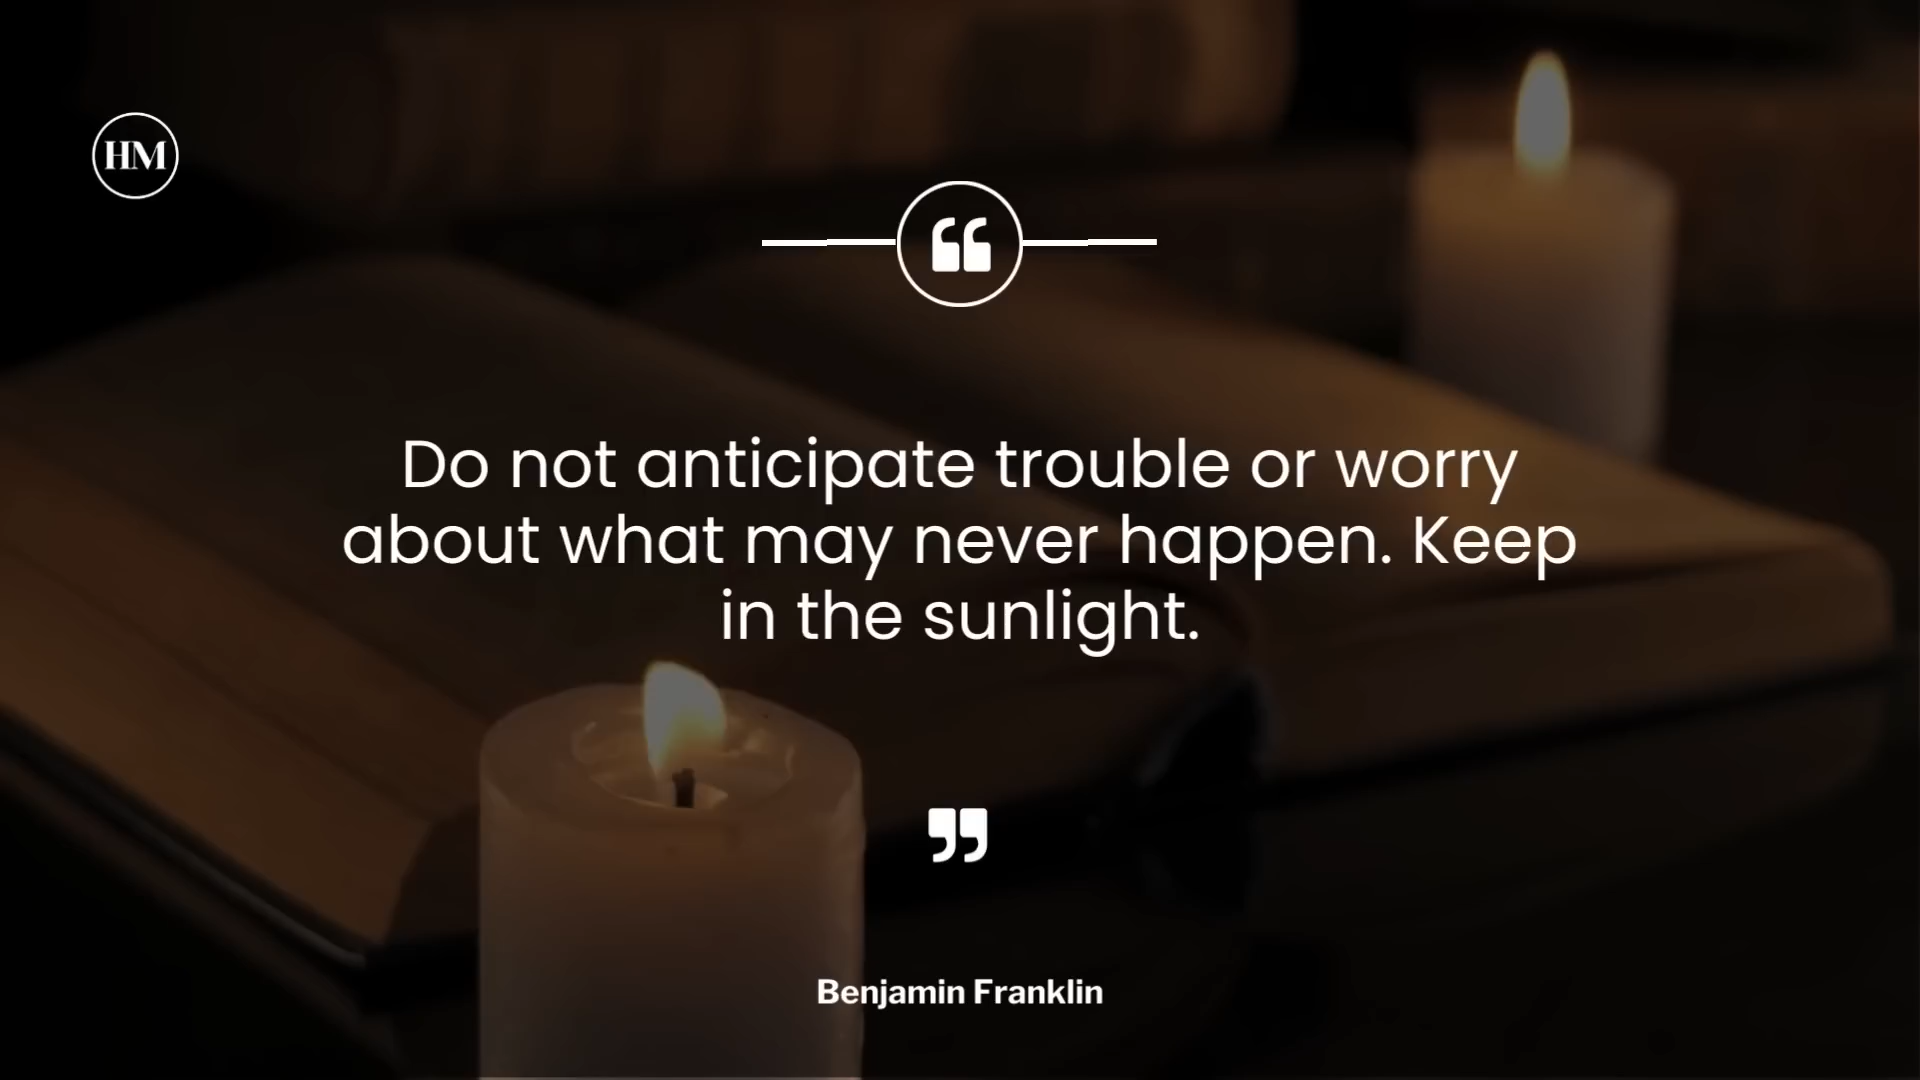 HM
“
Do not anticipate trouble or worry
about what may never happen. Keep
in the sunlight.
”
Benjamin Franklin